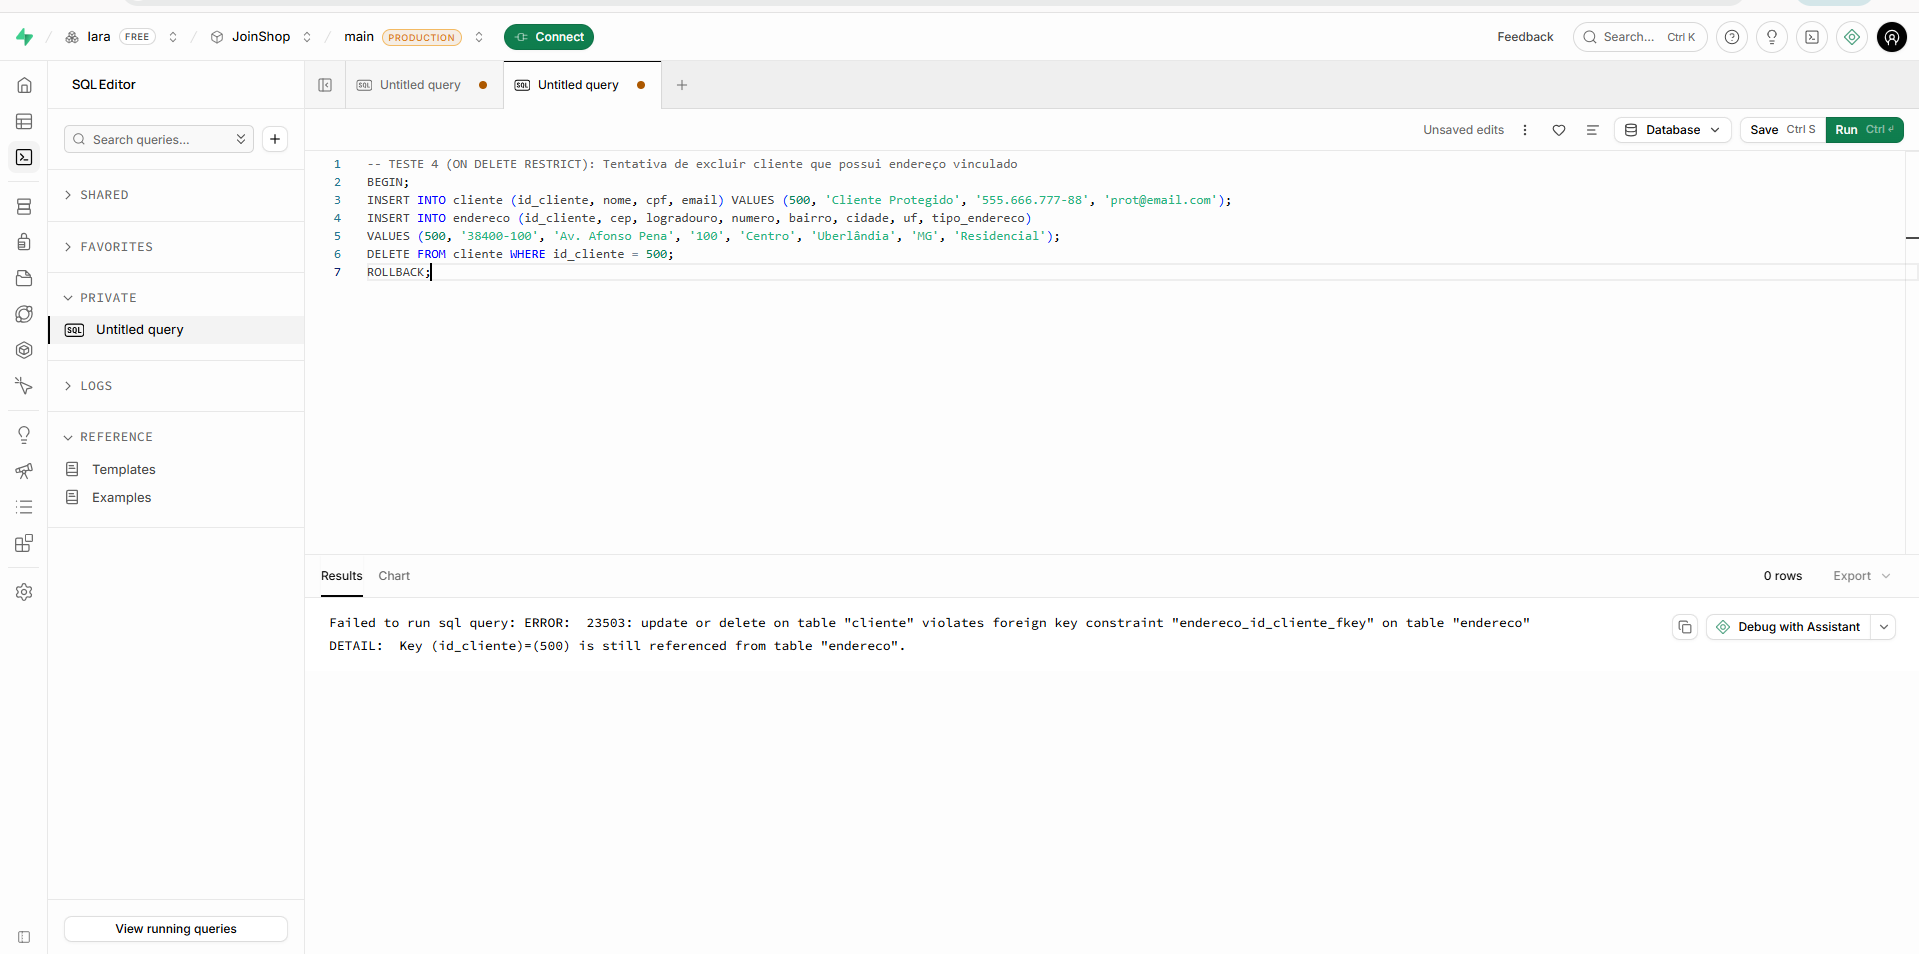 lara FREE JoinShop main PRODUCTION Connect Feedback Search... Ctrl K
SQL Editor
SQL Untitled query
SQL Untitled query
Search queries...
Unsaved edits Database Save Ctrl S Run Ctrl ↵
SHARED
FAVORITES
PRIVATE
SQL Untitled query
LOGS
REFERENCE
Templates
Examples
View running queries
1 -- TESTE 4 (ON DELETE RESTRICT): Tentativa de excluir cliente que possui endereço vinculado
2 BEGIN;
3 INSERT INTO cliente (id_cliente, nome, cpf, email) VALUES (500, 'Cliente Protegido', '555.666.777-88', 'prot@email.com');
4 INSERT INTO endereco (id_cliente, cep, logradouro, numero, bairro, cidade, uf, tipo_endereco)
5 VALUES (500, '38400-100', 'Av. Afonso Pena', '100', 'Centro', 'Uberlândia', 'MG', 'Residencial');
6 DELETE FROM cliente WHERE id_cliente = 500;
7 ROLLBACK;
Results Chart 0 rows Export
Failed to run sql query: ERROR:  23503: update or delete on table "cliente" violates foreign key constraint "endereco_id_cliente_fkey" on table "endereco"
DETAIL:  Key (id_cliente)=(500) is still referenced from table "endereco".
Debug with Assistant